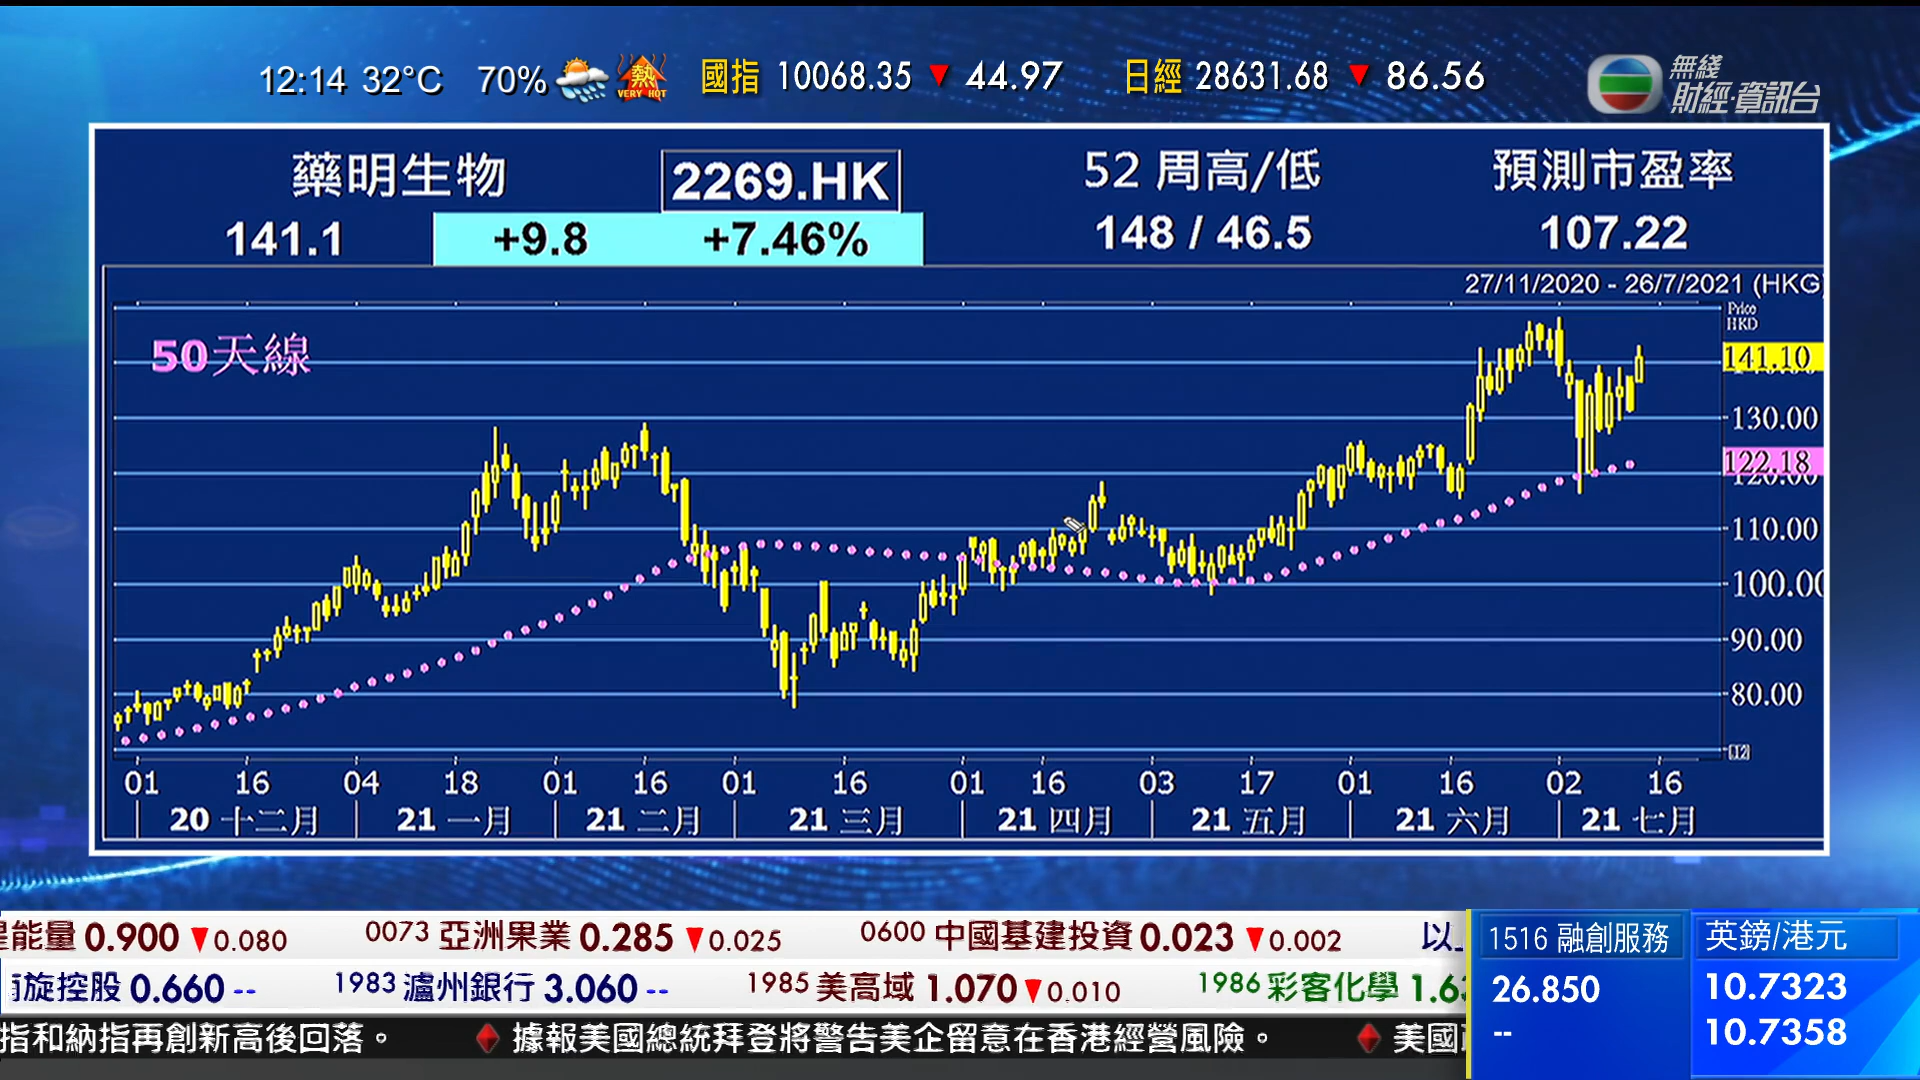 12:14 32°C 70% 熱 VERY HOT 國指 10068.35 ▼ 44.97 日經 28631.68 ▼ 86.56
無綫
財經·資訊台
藥明生物 2269.HK 52 周高/低 預測市盈率
141.1 +9.8 +7.46% 148 / 46.5 107.22
27/11/2020 - 26/7/2021 (HKG)
Price
HKD
50天線
141.10
130.00
122.18
120.00
110.00
100.00
90.00
80.00
01 16 04 18 01 16 01 16 01 16 03 17 01 16 02 16
20 十二月 21 一月 21 二月 21 三月 21 四月 21 五月 21 六月 21 七月
能量 0.900 ▼0.080 0073 亞洲果業 0.285 ▼0.025 0600 中國基建投資 0.023 ▼0.002 以
旋控股 0.660 -- 1983 瀘州銀行 3.060 -- 1985 美高域 1.070 ▼0.010 1986 彩客化學 1.63
指和納指再創新高後回落。 ♦ 據報美國總統拜登將警告美企留意在香港經營風險。 ♦ 美國
1516 融創服務
26.850
--
英鎊/港元
10.7323
10.7358